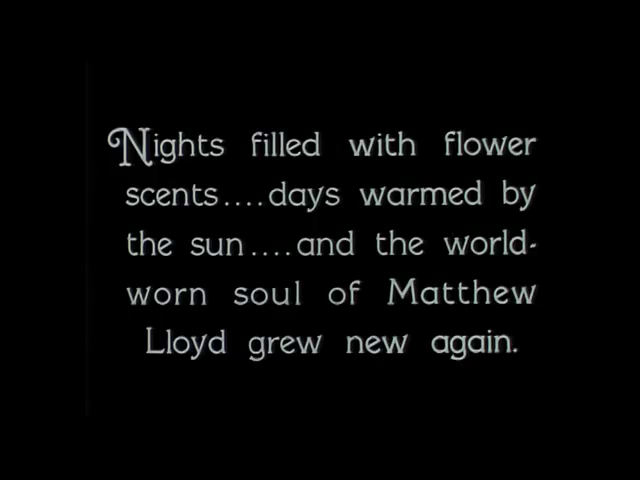 Nights filled with flower
scents....days warmed by
the sun....and the world-
worn soul of Matthew
Lloyd grew new again.